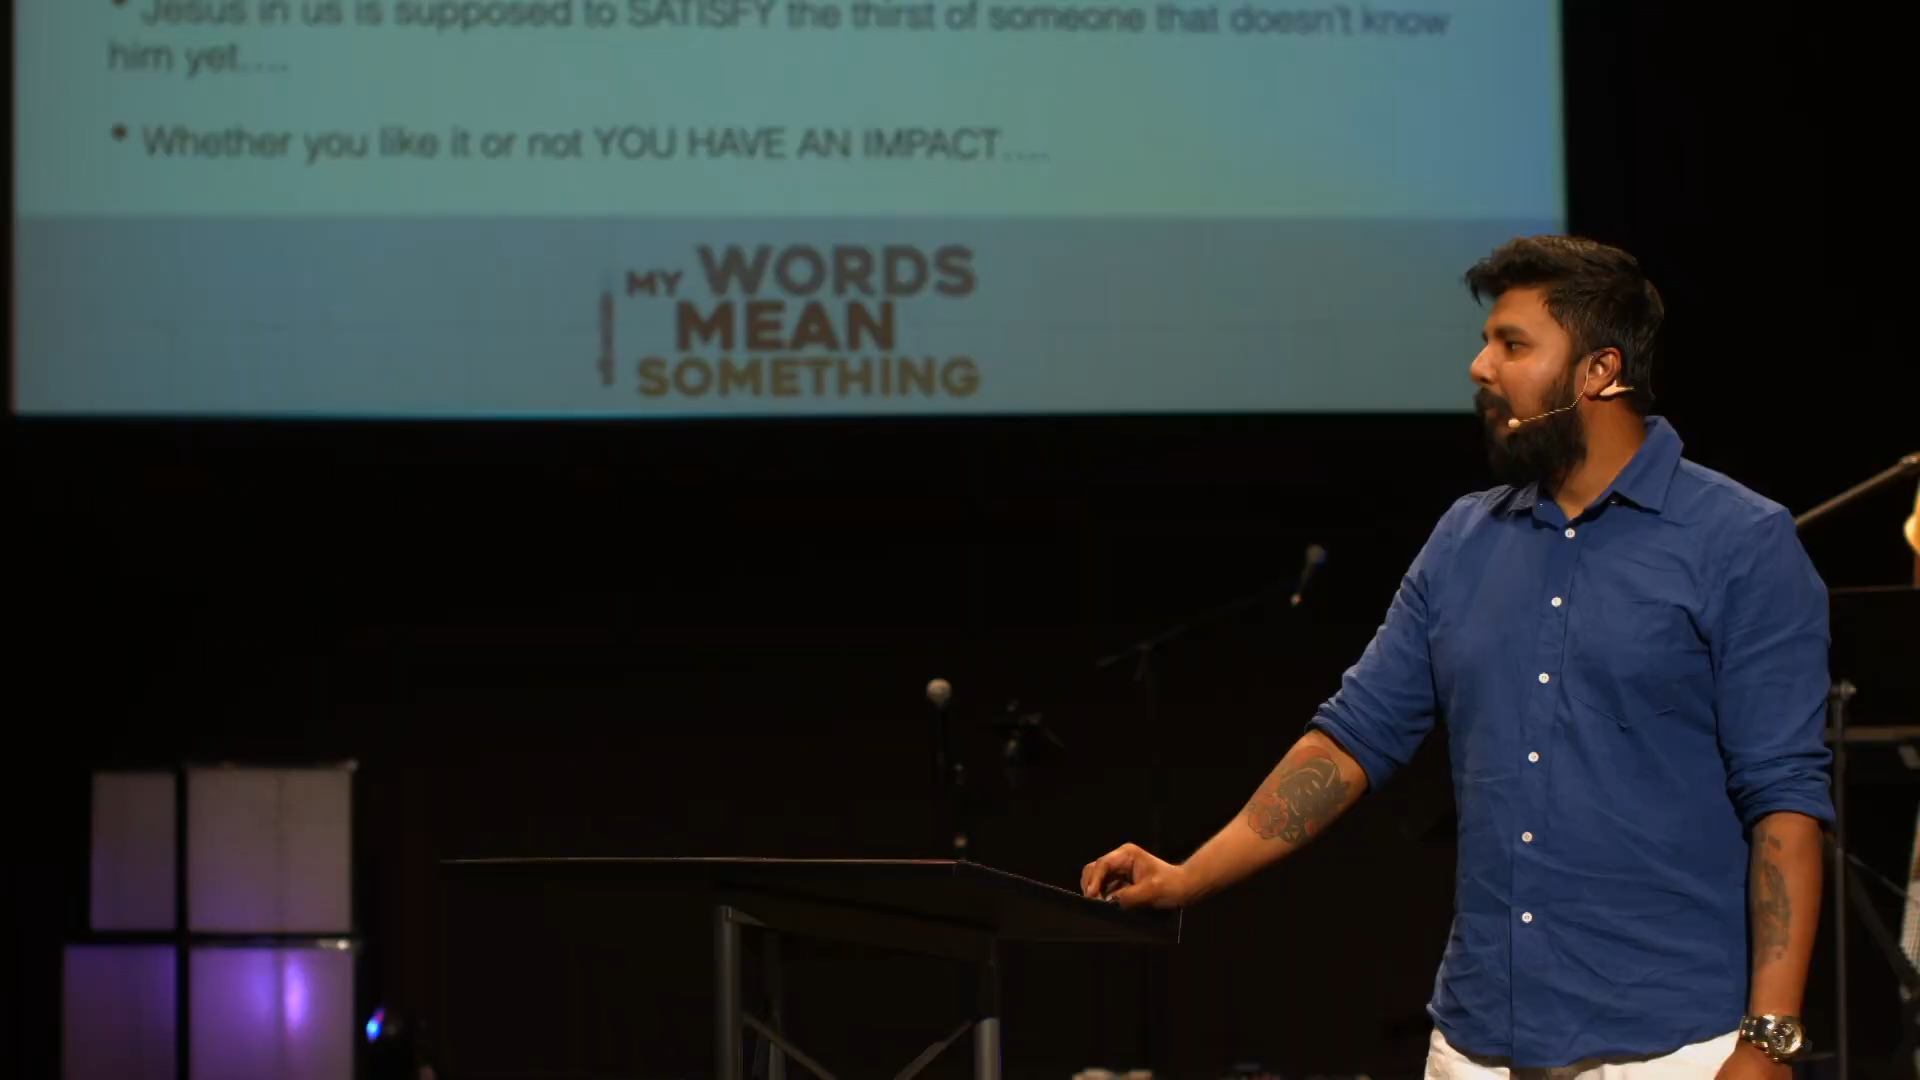 • Jesus in us is supposed to SATISFY the thirst of someone that doesn't know
him yet....
• Whether you like it or not YOU HAVE AN IMPACT....
MY WORDS
MEAN
SOMETHING